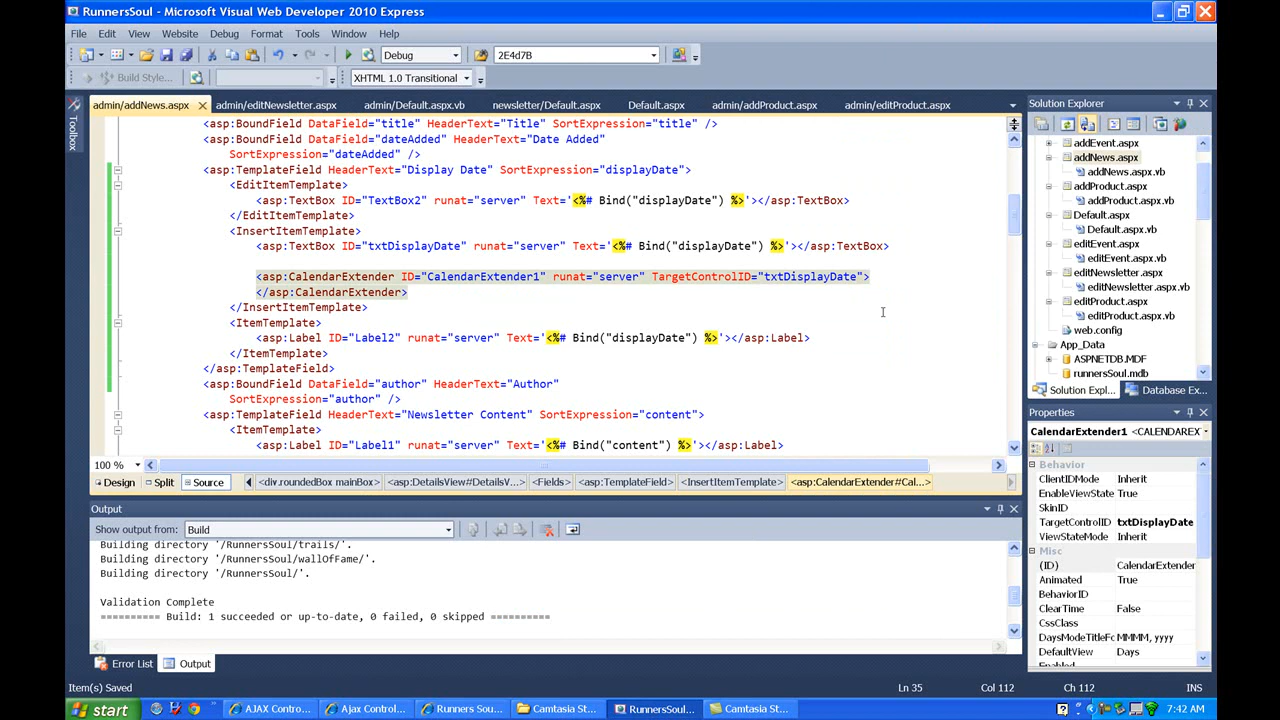 RunnersSoul - Microsoft Visual Web Developer 2010 Express
File Edit View Website Debug Format Tools Window Help
Debug 2E4d7B
Build Style... XHTML 1.0 Transitional
admin/addNews.aspx admin/editNewsletter.aspx admin/Default.aspx.vb newsletter/Default.aspx Default.aspx admin/addProduct.aspx admin/editProduct.aspx
Toolbox
<asp:BoundField DataField="title" HeaderText="Title" SortExpression="title" />
<asp:BoundField DataField="dateAdded" HeaderText="Date Added"
SortExpression="dateAdded" />
<asp:TemplateField HeaderText="Display Date" SortExpression="displayDate">
<EditItemTemplate>
<asp:TextBox ID="TextBox2" runat="server" Text='<%# Bind("displayDate") %>'></asp:TextBox>
</EditItemTemplate>
<InsertItemTemplate>
<asp:TextBox ID="txtDisplayDate" runat="server" Text='<%# Bind("displayDate") %>'></asp:TextBox>
<asp:CalendarExtender ID="CalendarExtender1" runat="server" TargetControlID="txtDisplayDate">
</asp:CalendarExtender>
</InsertItemTemplate>
<ItemTemplate>
<asp:Label ID="Label2" runat="server" Text='<%# Bind("displayDate") %>'></asp:Label>
</ItemTemplate>
</asp:TemplateField>
<asp:BoundField DataField="author" HeaderText="Author"
SortExpression="author" />
<asp:TemplateField HeaderText="Newsletter Content" SortExpression="content">
<ItemTemplate>
<asp:Label ID="Label1" runat="server" Text='<%# Bind("content") %>'></asp:Label>
100 %
Design Split Source <div.roundedBox mainBox> <asp:DetailsView#DetailsV...> <Fields> <asp:TemplateField> <InsertItemTemplate> <asp:CalendarExtender#Cal...>
Output
Show output from: Build
Building directory '/RunnersSoul/trails/'.
Building directory '/RunnersSoul/wallOfFame/'.
Building directory '/RunnersSoul/'.
Validation Complete
========== Build: 1 succeeded or up-to-date, 0 failed, 0 skipped ==========
Error List Output
Solution Explorer
addEvent.aspx
addNews.aspx
addNews.aspx.vb
addProduct.aspx
addProduct.aspx.vb
Default.aspx
Default.aspx.vb
editEvent.aspx
editEvent.aspx.vb
editNewsletter.aspx
editNewsletter.aspx.vb
editProduct.aspx
editProduct.aspx.vb
web.config
App_Data
ASPNETDB.MDF
runnersSoul.mdb
Solution Expl... Database Ex...
Properties
CalendarExtender1 <CALENDAREX
Behavior
ClientIDMode Inherit
EnableViewState True
SkinID
TargetControlID txtDisplayDate
ViewStateMode Inherit
Misc
(ID) CalendarExtender
Animated True
BehaviorID
ClearTime False
CssClass
DaysModeTitleFo MMMM, yyyy
DefaultView Days
Item(s) Saved Ln 35 Col 112 Ch 112 INS
start AJAX Contro... Ajax Control... Runners Sou... Camtasia St... RunnersSoul... Camtasia St... 7:42 AM